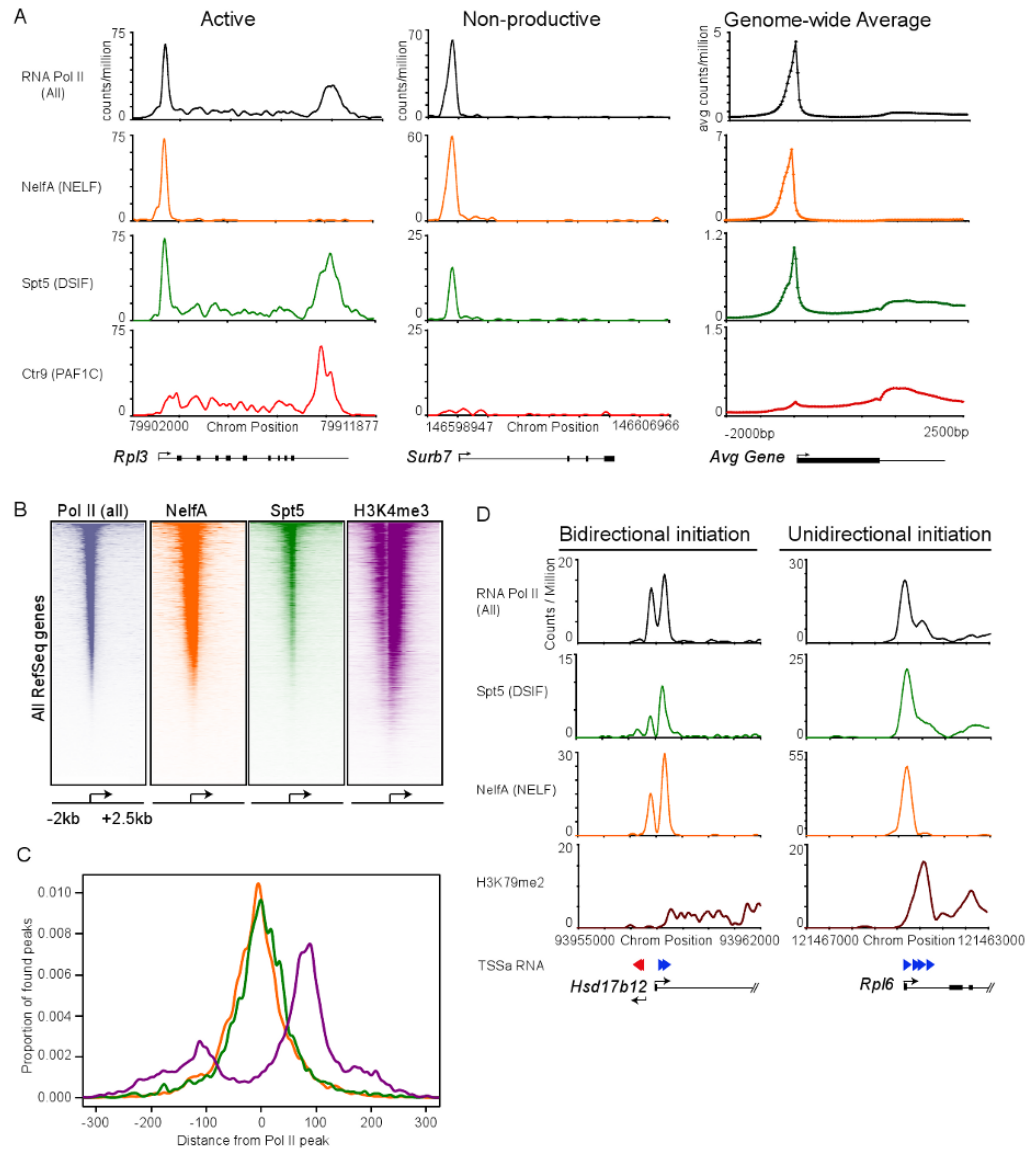 A
Active
Non-productive
Genome-wide Average
RNA Pol II
(All)
counts/million
75
0
counts/million
70
0
avg counts/million
5
0
NelfA (NELF)
75
0
60
0
7
0
Spt5 (DSIF)
75
0
25
0
1.2
0
Ctr9 (PAF1C)
75
0
25
0
1.5
0
79902000 Chrom Position 79911877
146598947 Chrom Position 146606966
-2000bp 2500bp
Rpl3
Surb7
Avg Gene
B
Pol II (all) NelfA Spt5 H3K4me3
All RefSeq genes
-2kb +2.5kb
C
Proportion of found peaks
0.010
0.008
0.006
0.004
0.002
0.000
-300 -200 -100 0 100 200 300
Distance from Pol II peak
D
Bidirectional initiation
Unidirectional initiation
RNA Pol II
(All)
Counts / Million
20
0
30
0
Spt5 (DSIF)
15
0
25
0
NelfA (NELF)
30
0
55
0
H3K79me2
20
0
20
0
93955000 Chrom Position 93962000
121467000 Chrom Position 121463000
TSSa RNA
Hsd17b12
Rpl6